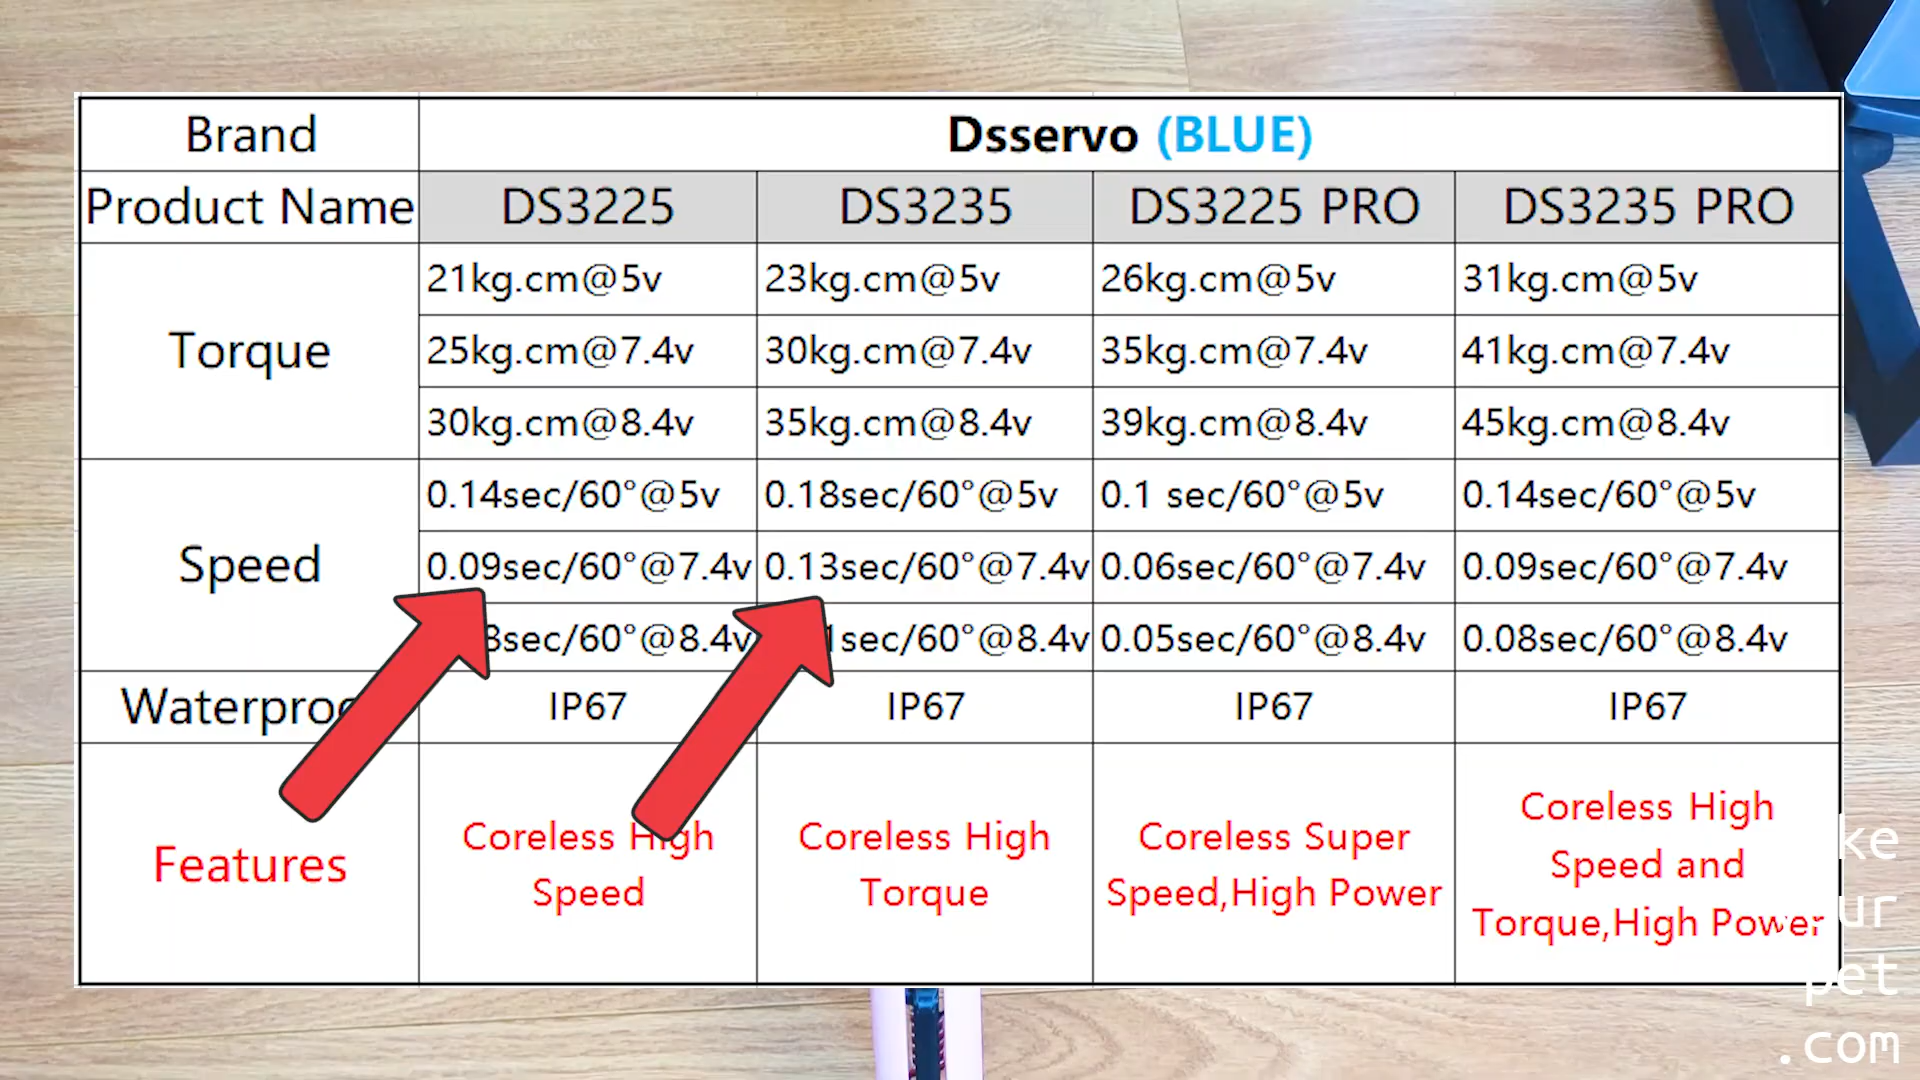 Brand Dsservo (BLUE)
Product Name DS3225 DS3235 DS3225 PRO DS3235 PRO
Torque
21kg.cm@5v 23kg.cm@5v 26kg.cm@5v 31kg.cm@5v
25kg.cm@7.4v 30kg.cm@7.4v 35kg.cm@7.4v 41kg.cm@7.4v
30kg.cm@8.4v 35kg.cm@8.4v 39kg.cm@8.4v 45kg.cm@8.4v
Speed
0.14sec/60°@5v 0.18sec/60°@5v 0.1 sec/60°@5v 0.14sec/60°@5v
0.09sec/60°@7.4v 0.13sec/60°@7.4v 0.06sec/60°@7.4v 0.09sec/60°@7.4v
sec/60°@8.4v sec/60°@8.4v 0.05sec/60°@8.4v 0.08sec/60°@8.4v
IP67 IP67 IP67 IP67
Features
Coreless High
Speed
Coreless High
Torque
Coreless Super
Speed,High Power
Coreless High
Speed and
Torque,High Power
ke
ur
pet
.com